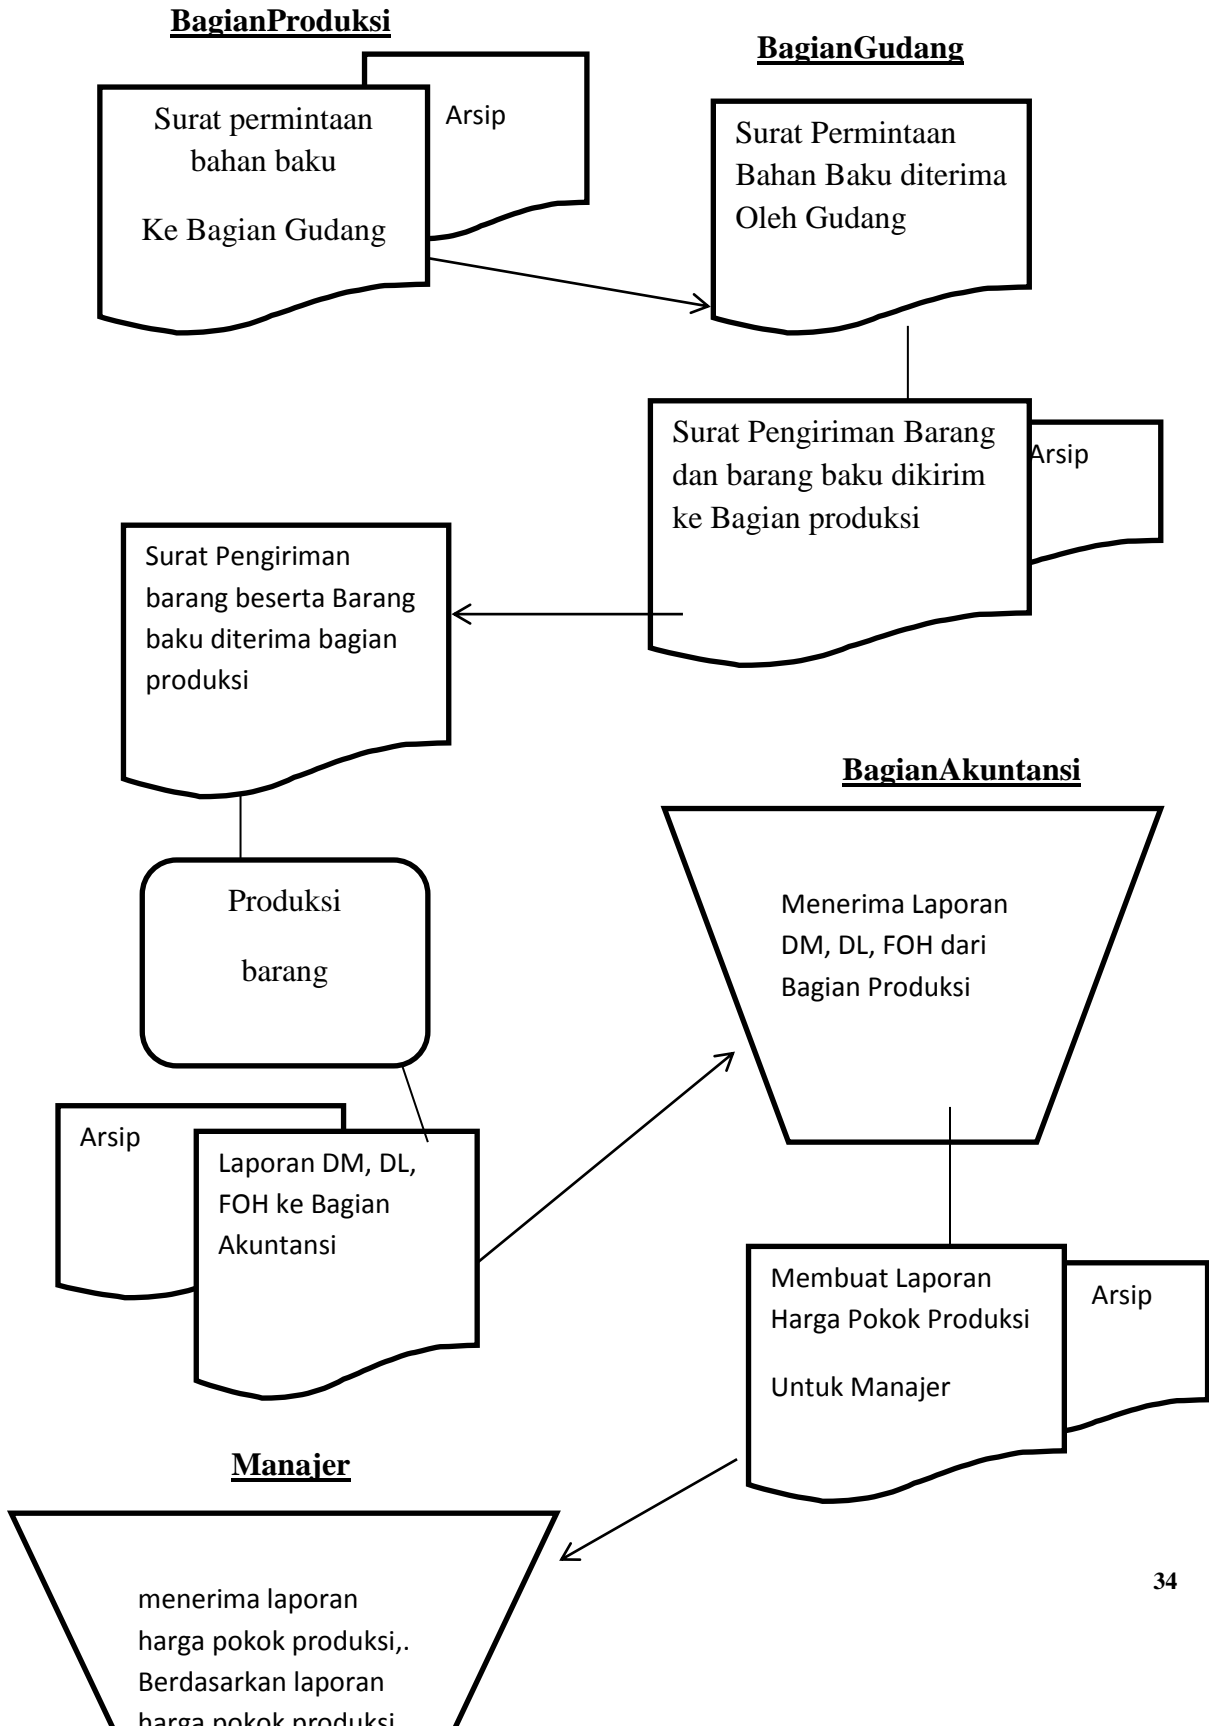 BagianProduksi
Surat permintaan
bahan baku
Ke Bagian Gudang
Arsip
BagianGudang
Surat Permintaan
Bahan Baku diterima
Oleh Gudang
Surat Pengiriman Barang
dan barang baku dikirim
ke Bagian produksi
Arsip
Surat Pengiriman
barang beserta Barang
baku diterima bagian
produksi
Produksi
barang
Arsip
Laporan DM, DL,
FOH ke Bagian
Akuntansi
BagianAkuntansi
Menerima Laporan
DM, DL, FOH dari
Bagian Produksi
Membuat Laporan
Harga Pokok Produksi
Untuk Manajer
Arsip
Manajer
menerima laporan
harga pokok produksi,.
Berdasarkan laporan
harga pokok produksi
34